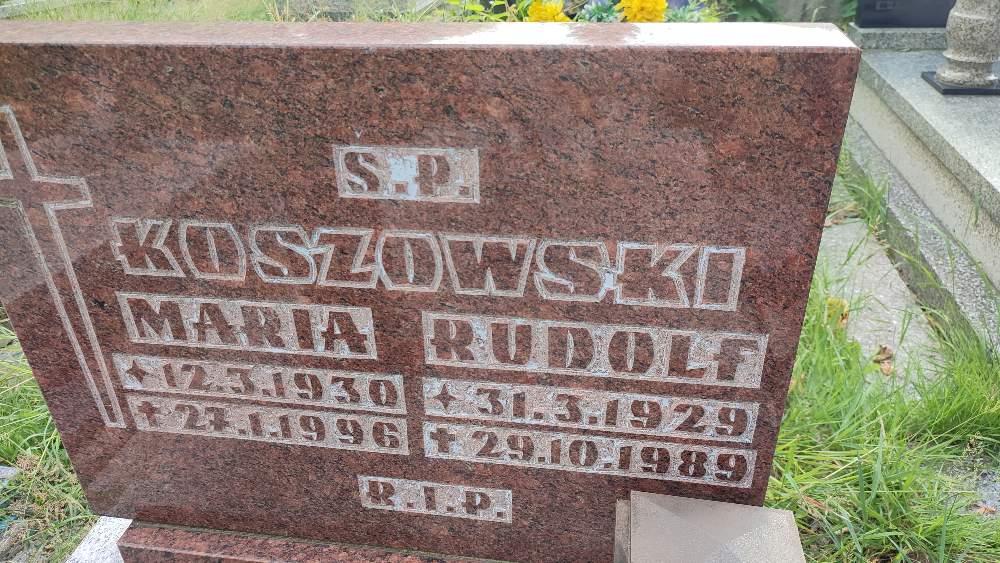 S.P.
KOSZOWSKI
MARIA RUDOLF
12.3.1930 31.3.1929
27.1.1996 29.10.1989
R.I.P.